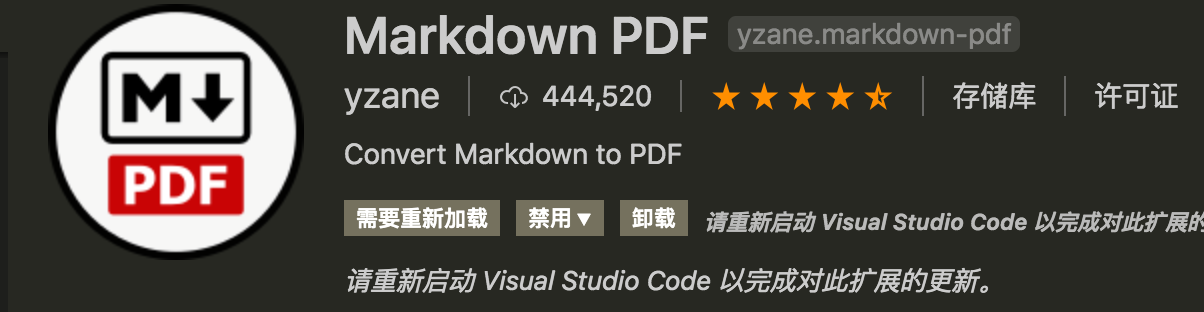 M
PDF
Markdown PDF yzane.markdown-pdf
yzane 444,520 存储库 许可证
Convert Markdown to PDF
需要重新加载 禁用 卸载 请重新启动 Visual Studio Code 以完成对此扩展的
请重新启动 Visual Studio Code 以完成对此扩展的更新。